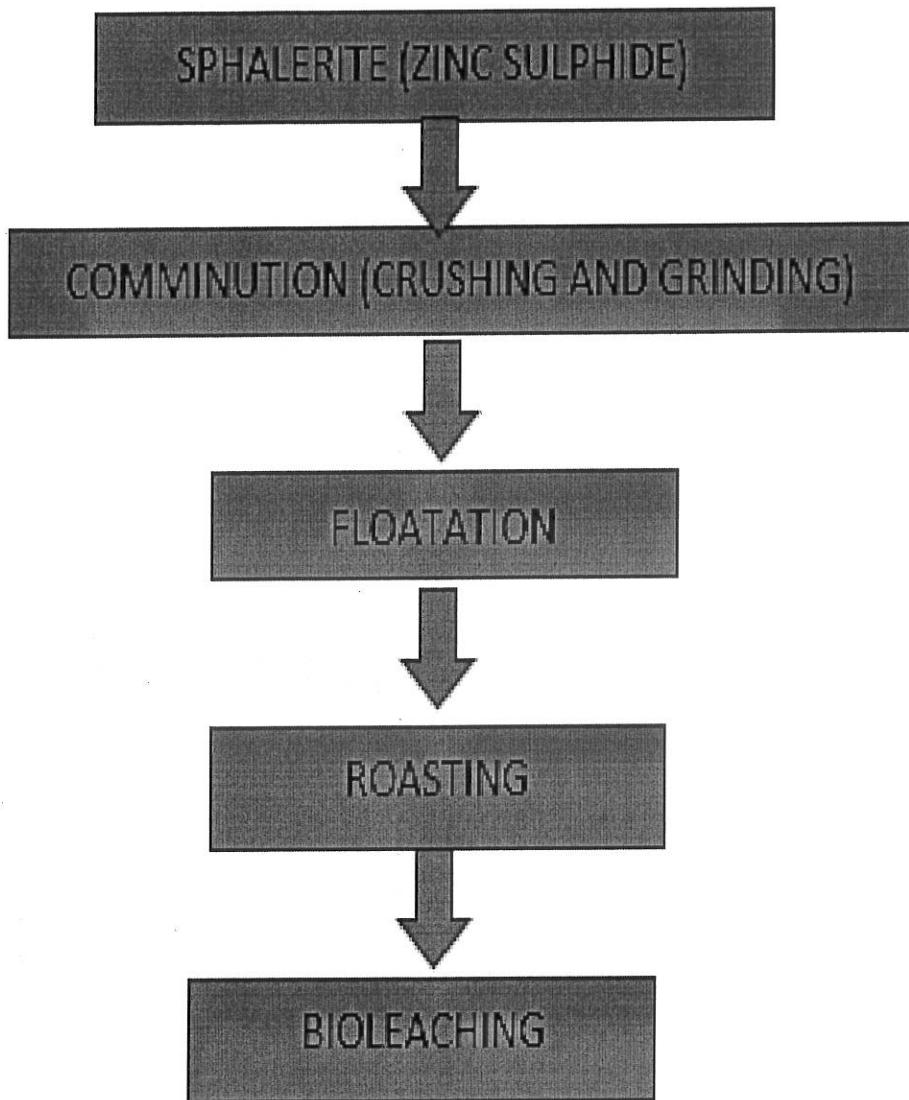 SPHALERITE (ZINC SULPHIDE)
COMMINUTION (CRUSHING AND GRINDING)
FLOATATION
ROASTING
BIOLEACHING